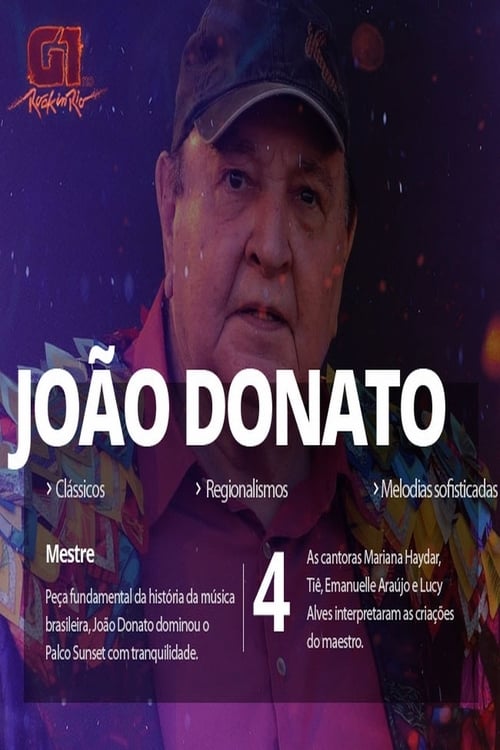 G1
Rock in Rio
JOÃO DONATO
› Clássicos
› Regionalismos
› Melodias sofisticadas
Mestre
Peça fundamental da história da música
brasileira, João Donato dominou o
Palco Sunset com tranquilidade.
4
As cantoras Mariana Haydar,
Tiê, Emanuelle Araújo e Lucy
Alves interpretaram as criações
do maestro.